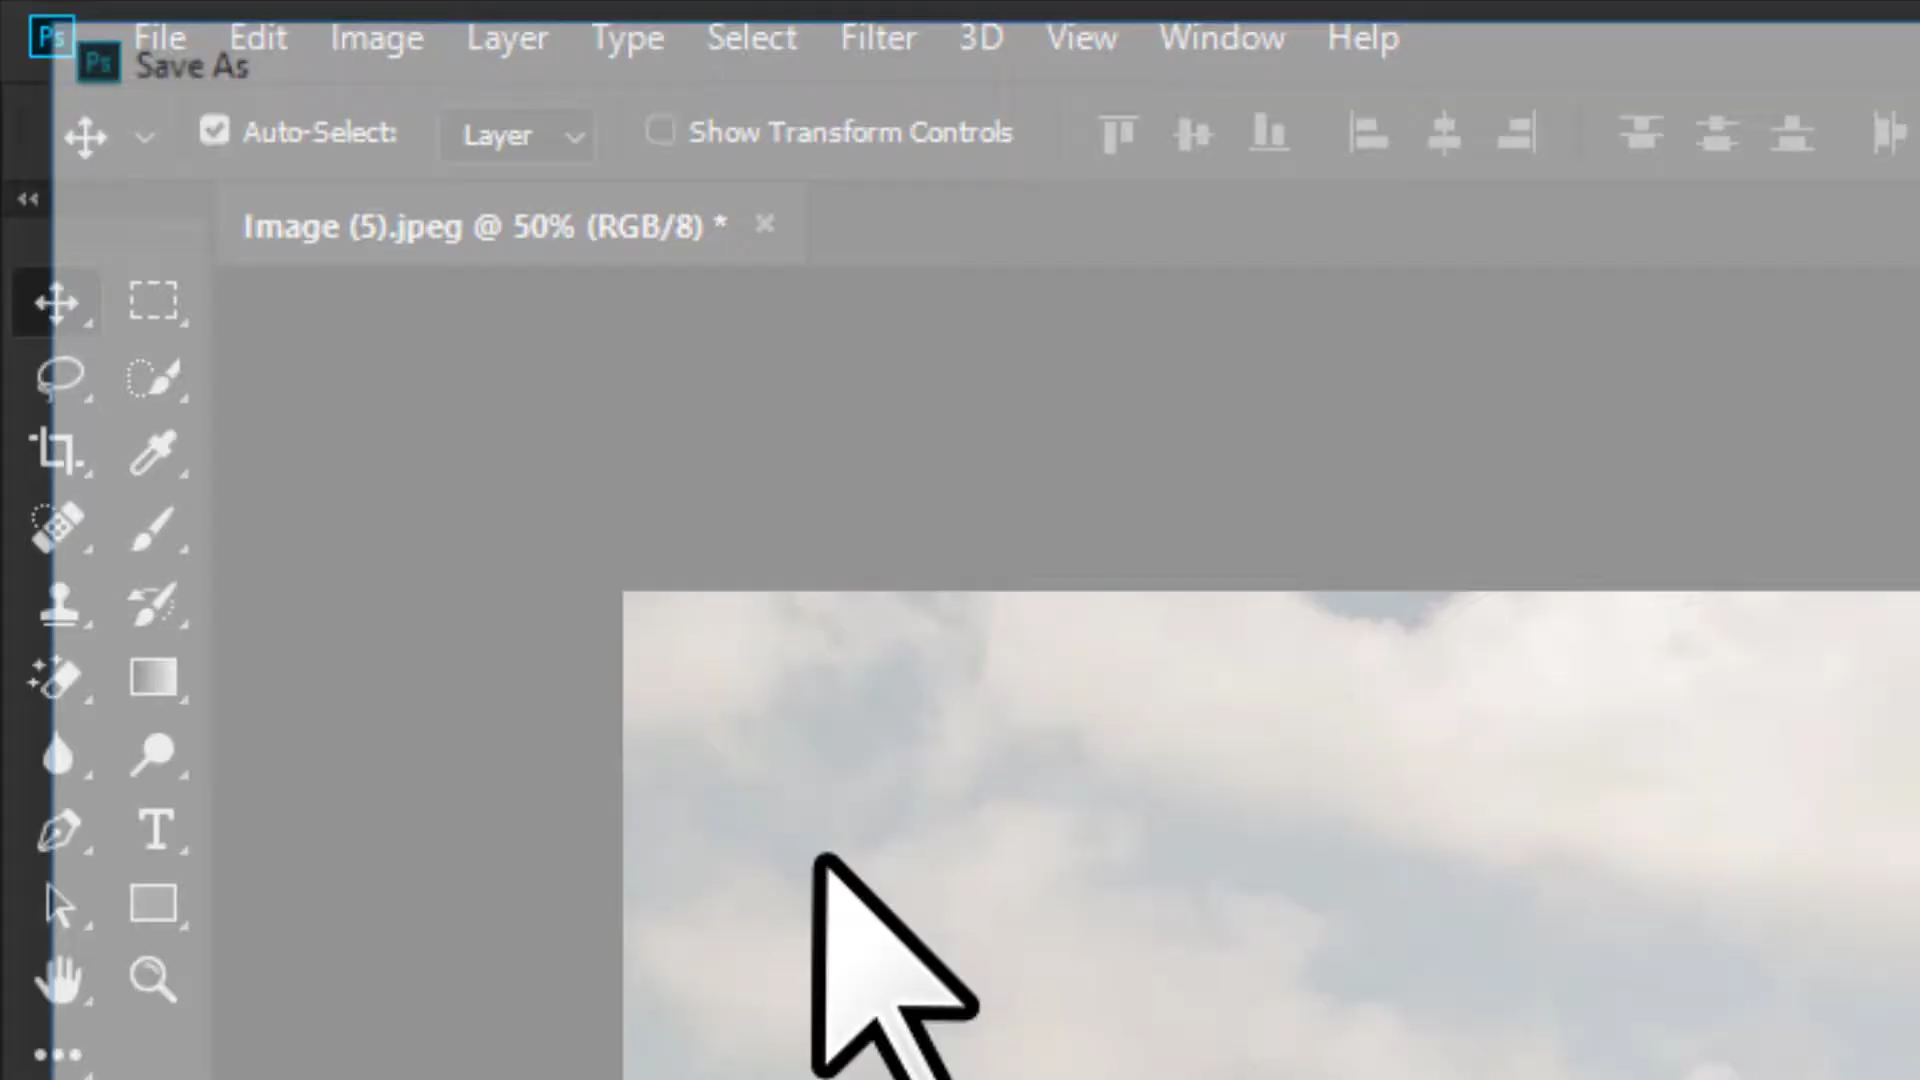 Ps File Edit Image Layer Type Select Filter 3D View Window Help
Ps Save As
Auto-Select: Layer Show Transform Controls
Image (5).jpeg @ 50% (RGB/8) *
T